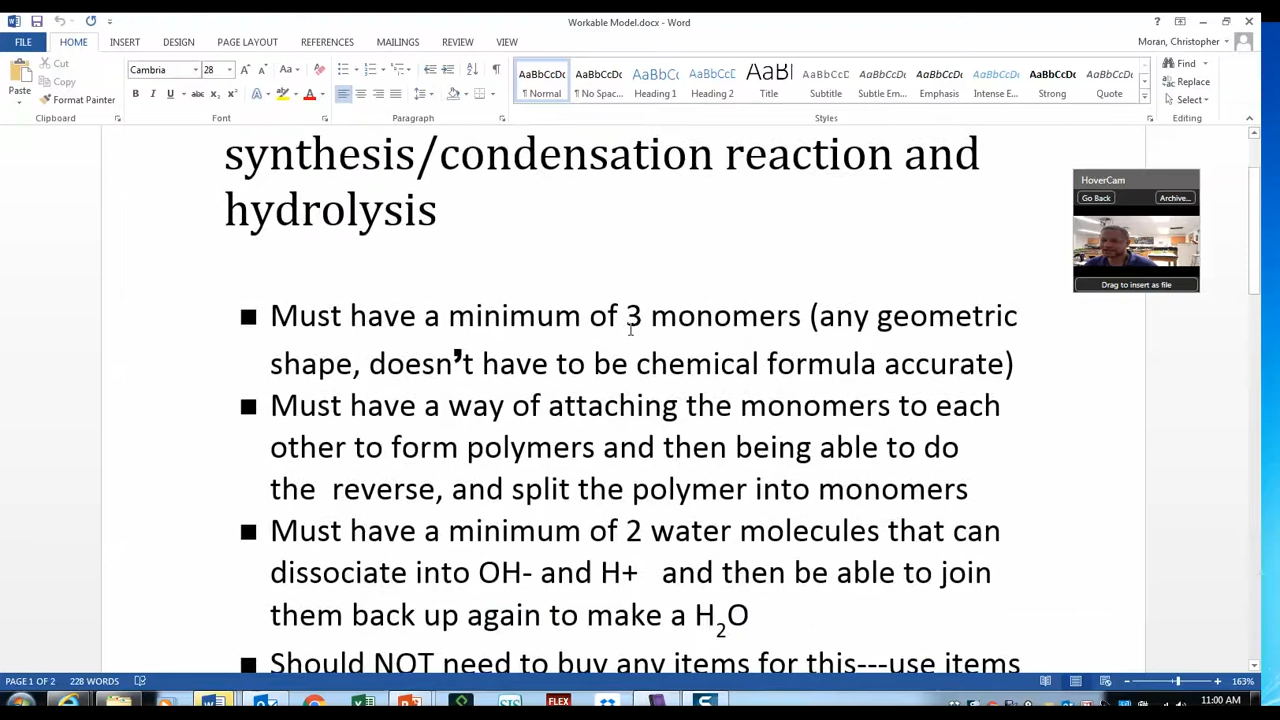 Workable Model.docx - Word
FILE HOME INSERT DESIGN PAGE LAYOUT REFERENCES MAILINGS REVIEW VIEW
Moran, Christopher
Paste
Cut
Copy
Format Painter
Clipboard
Cambria 28
Font
Paragraph
AaBbCcDc AaBbCcDc AaBbCc AaBbCcD AaBl AaBbCcD AaBbCcDc AaBbCcDc AaBbCcDc AaBbCcDc AaBbCcDc
¶ Normal ¶ No Spac... Heading 1 Heading 2 Title Subtitle Subtle Em... Emphasis Intense E... Strong Quote
Styles
Find
Replace
Select
Editing
synthesis/condensation reaction and
hydrolysis
HoverCam
Go Back Archive...
Drag to insert as file
■ Must have a minimum of 3 monomers (any geometric
shape, doesn’t have to be chemical formula accurate)
■ Must have a way of attaching the monomers to each
other to form polymers and then being able to do
the reverse, and split the polymer into monomers
■ Must have a minimum of 2 water molecules that can
dissociate into OH- and H+ and then be able to join
them back up again to make a H2O
■ Should NOT need to buy any items for this---use items
PAGE 1 OF 2 228 WORDS
163%
SIS FLEX
11:00 AM